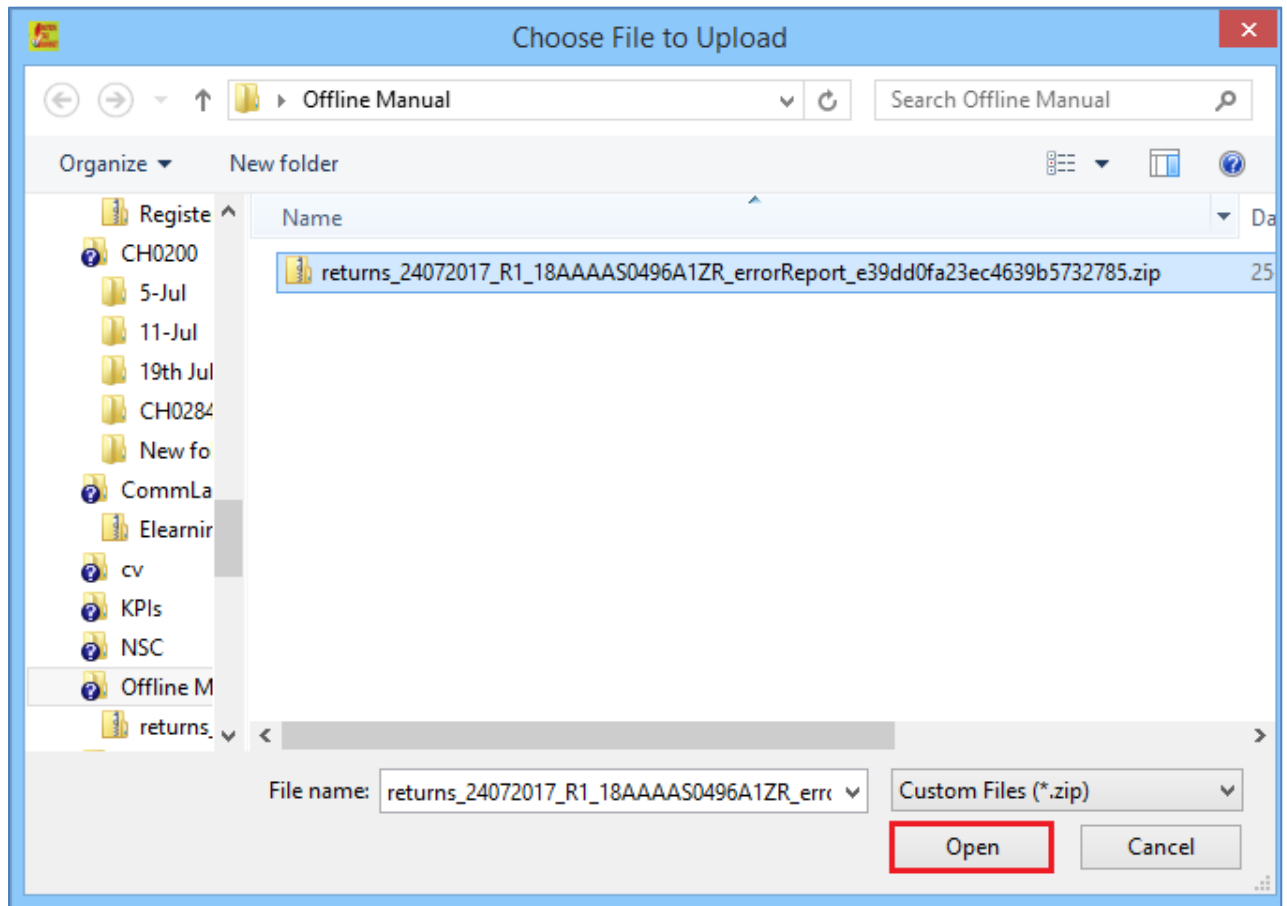 Choose File to Upload
Offline Manual
Search Offline Manual
Organize
New folder
Registe
CH0200
5-Jul
11-Jul
19th Jul
CH0284
New fo
CommLa
Elearnir
cv
KPIs
NSC
Offline M
returns_
Name
Da
returns_24072017_R1_18AAAAS0496A1ZR_errorReport_e39dd0fa23ec4639b5732785.zip
25
File name:
returns_24072017_R1_18AAAAS0496A1ZR_erro
Custom Files (*.zip)
Open
Cancel